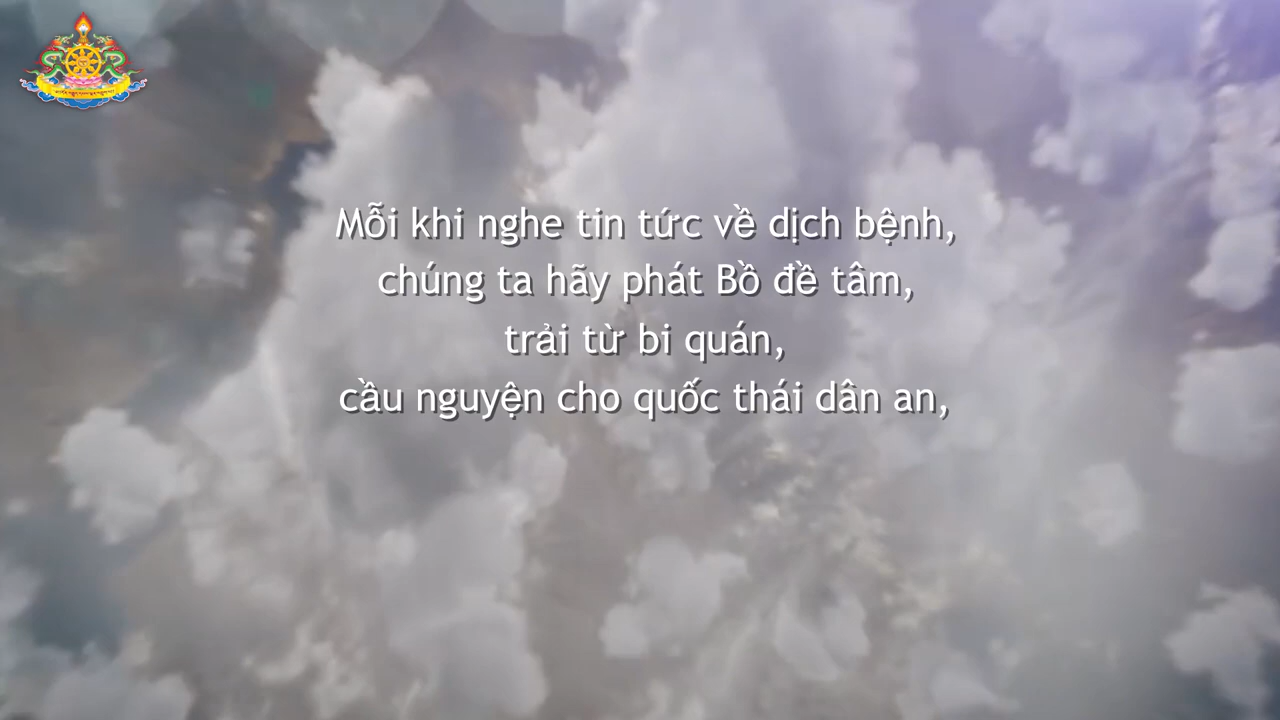 Mỗi khi nghe tin tức về dịch bệnh,
chúng ta hãy phát Bồ đề tâm,
trải từ bi quán,
cầu nguyện cho quốc thái dân an,